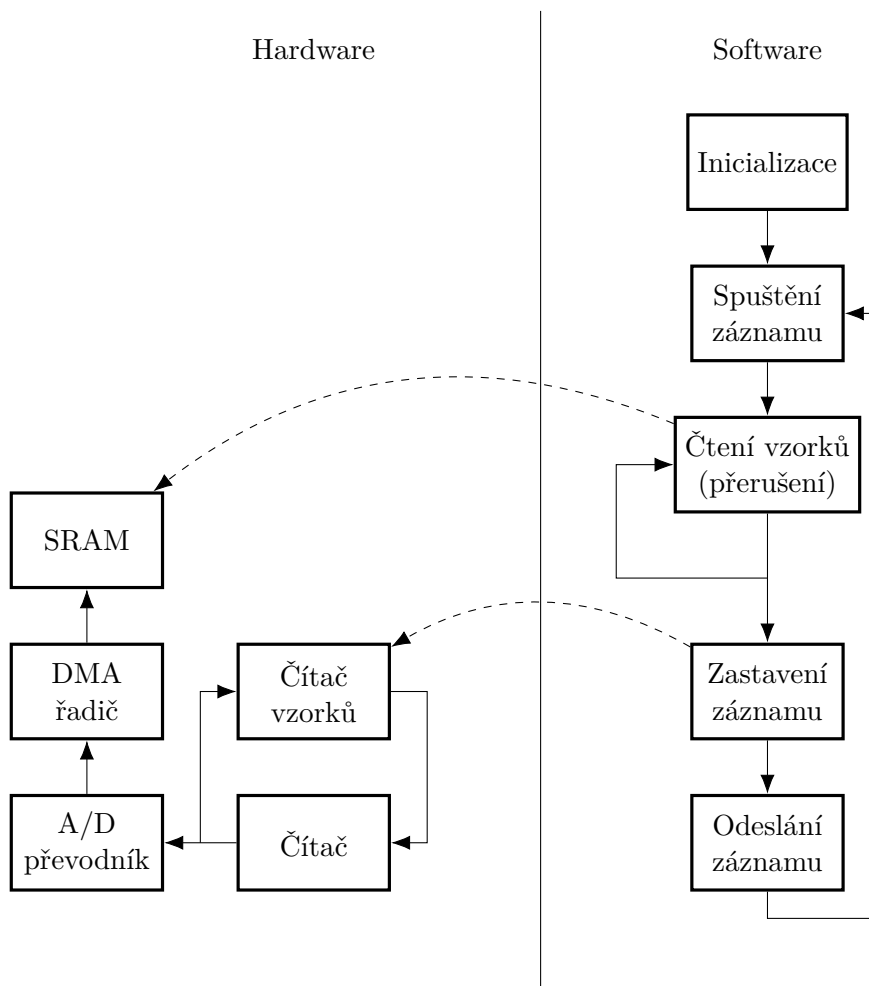 Hardware
Software
Inicializace
Spuštění
záznamu
Čtení vzorků
(přerušení)
SRAM
DMA
řadič
Čítač
vzorků
Zastavení
záznamu
A/D
převodník
Čítač
Odeslání
záznamu